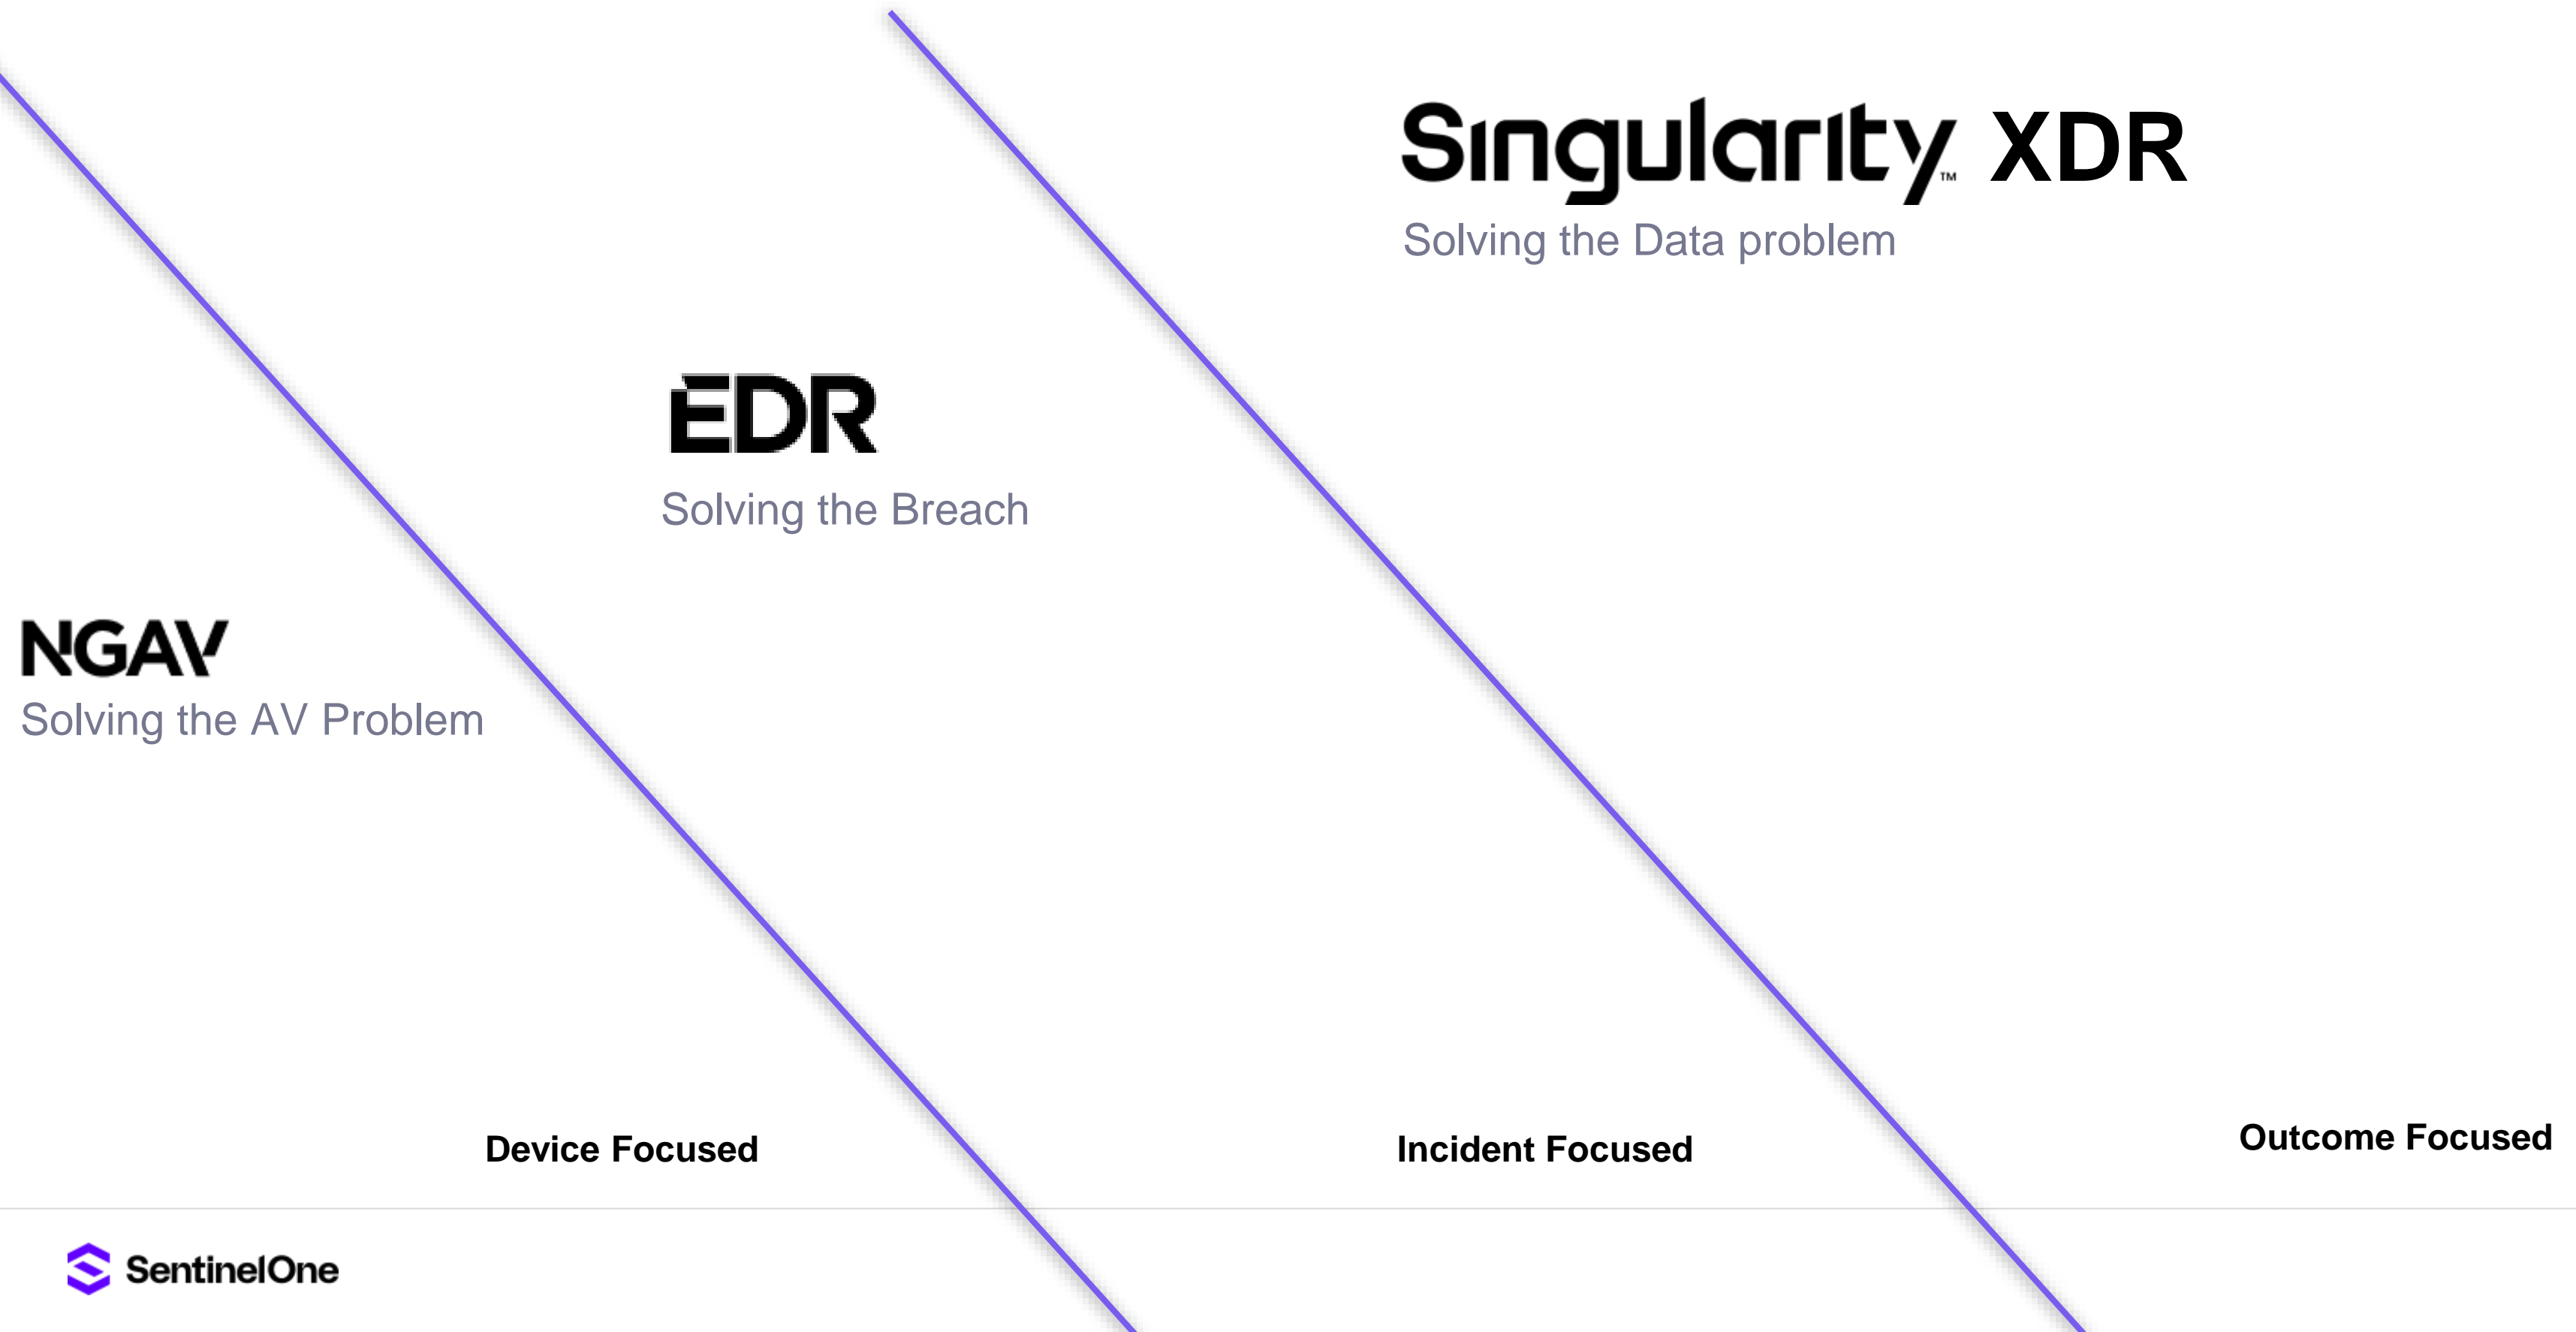 Singularity™ XDR
Solving the Data problem
EDR
Solving the Breach
NGAV
Solving the AV Problem
Device Focused
Incident Focused
Outcome Focused
SentinelOne